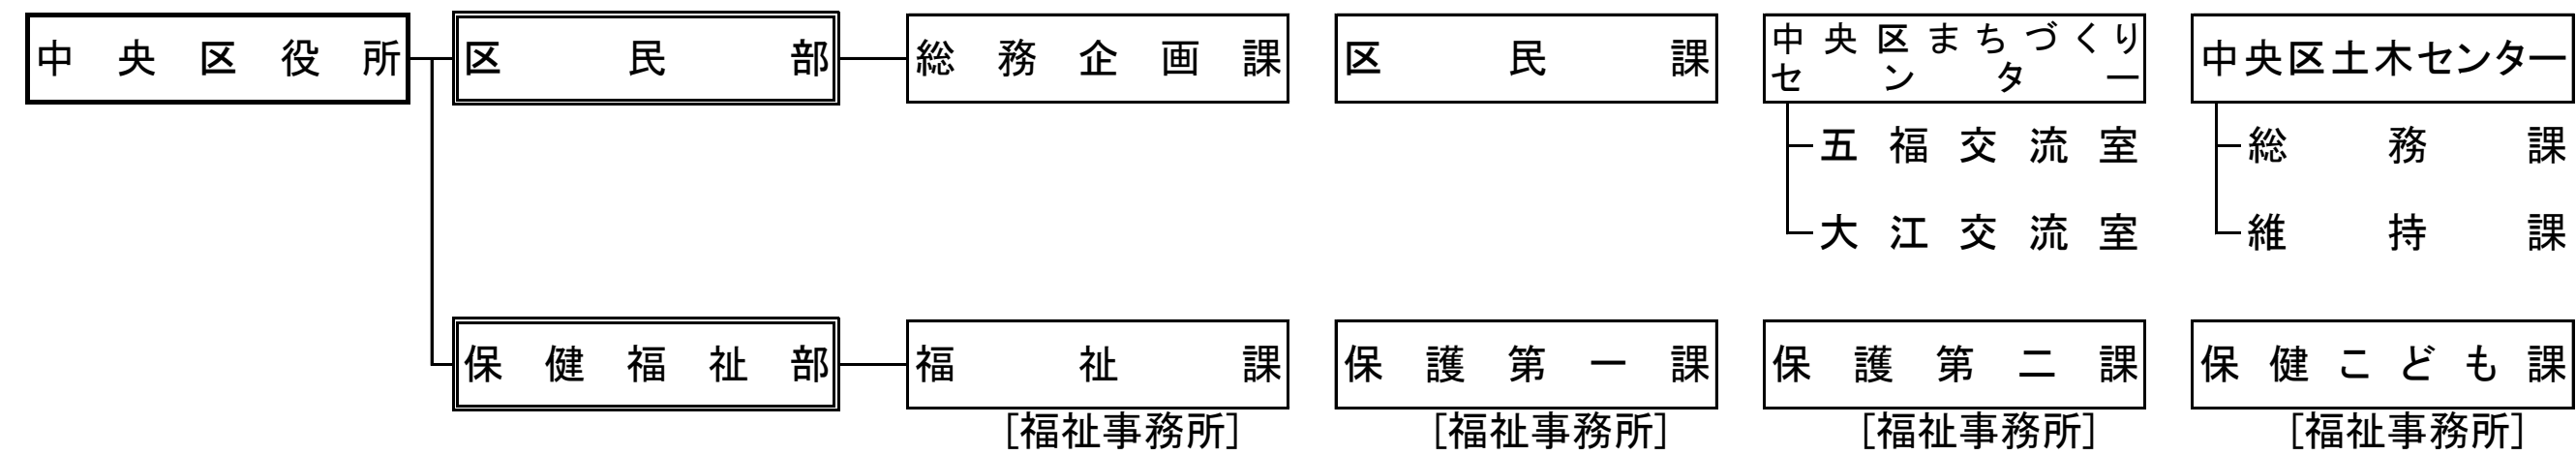 中央区役所
区民部
総務企画課
区民課
中央区まちづくり
センター
中央区土木センター
五福交流室
総務課
大江交流室
維持課
保健福祉部
福祉課
保護第一課
保護第二課
保健こども課
［福祉事務所］
［福祉事務所］
［福祉事務所］
［福祉事務所］